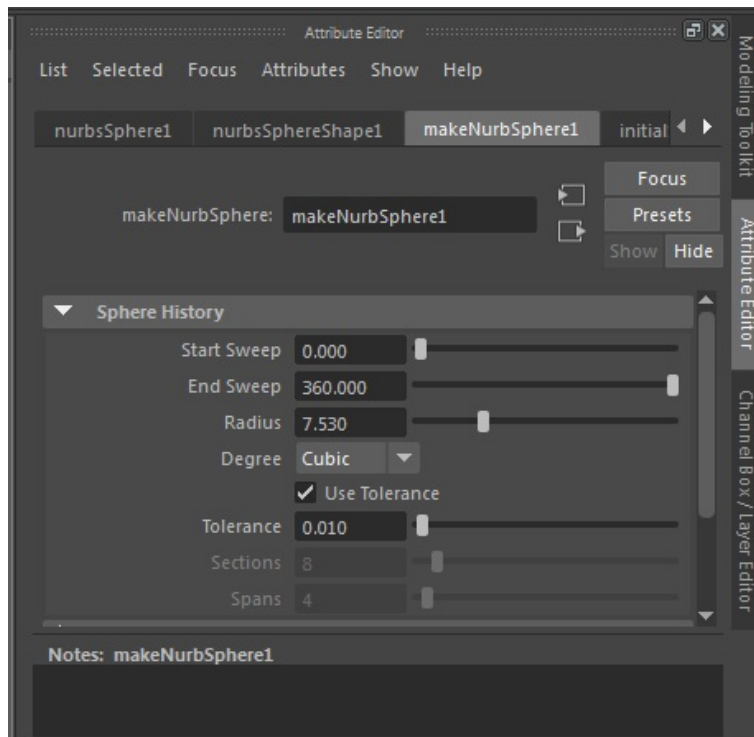 Attribute Editor
List Selected Focus Attributes Show Help
nurbsSphere1 nurbsSphereShape1 makeNurbSphere1 initial
Focus
makeNurbSphere: makeNurbSphere1 Presets
Show Hide
Sphere History
Start Sweep 0.000
End Sweep 360.000
Radius 7.530
Degree Cubic
Use Tolerance
Tolerance 0.010
Sections 8
Spans 4
Notes: makeNurbSphere1
Modeling Toolkit
Attribute Editor
Channel Box / Layer Editor